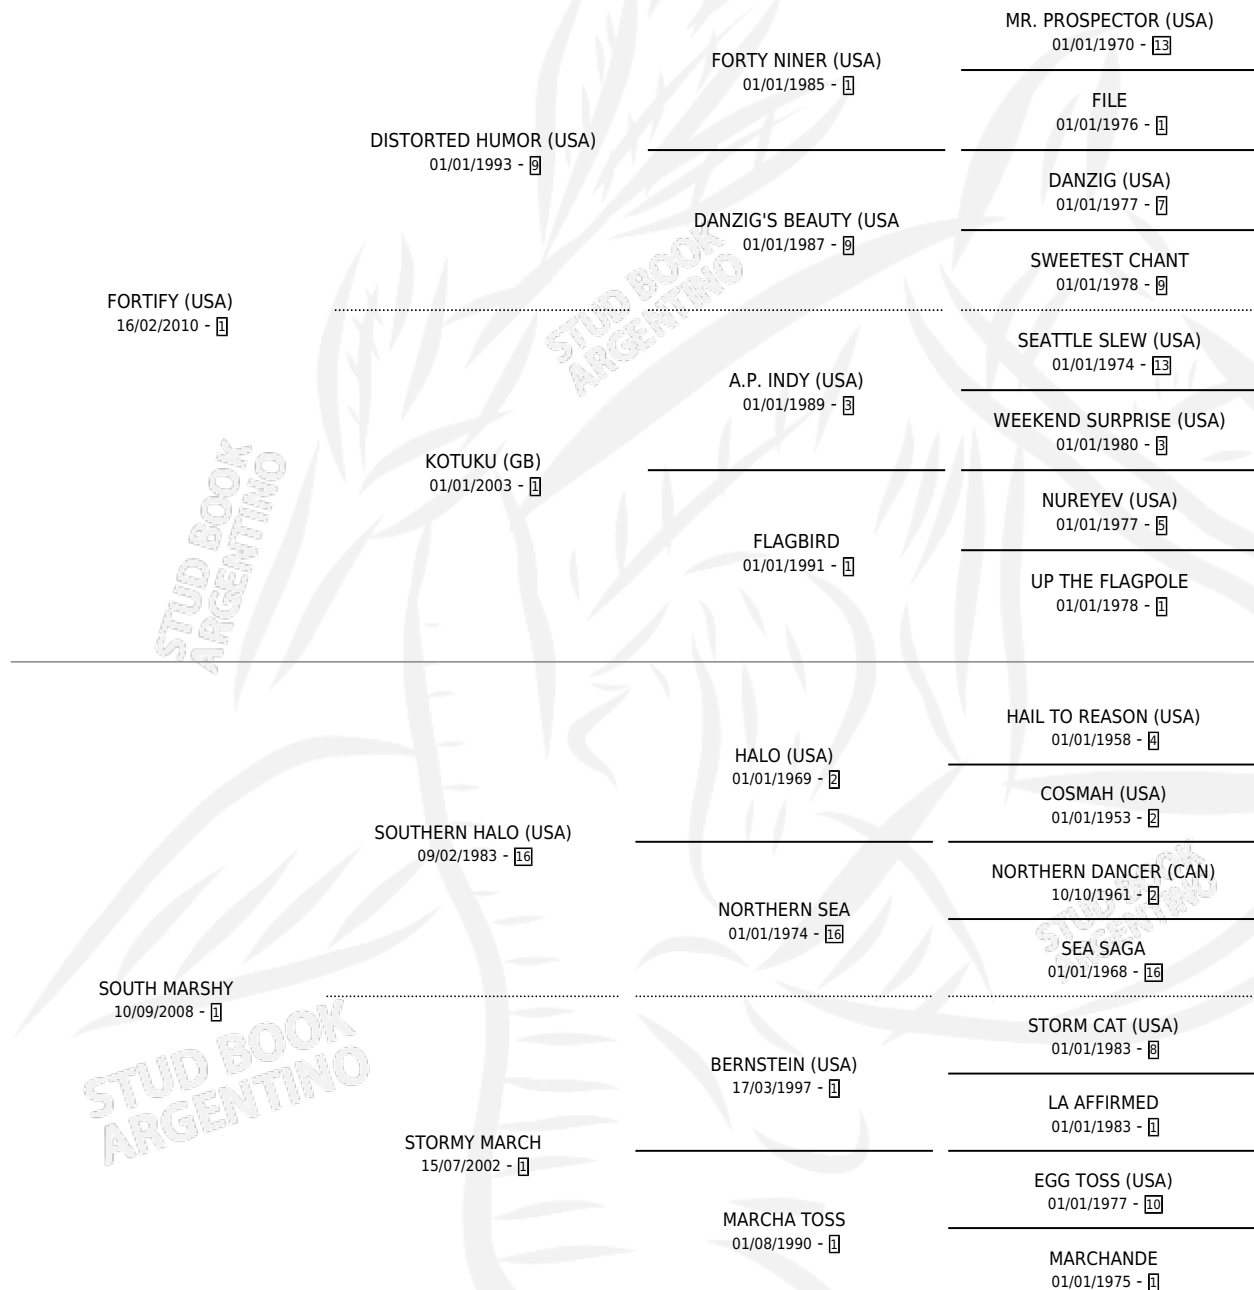 MR. PROSPECTOR (USA)
01/01/1970 - 13
FORTY NINER (USA)
01/01/1985 - 1
FILE
01/01/1976 - 1
DISTORTED HUMOR (USA)
01/01/1993 - 9
DANZIG (USA)
01/01/1977 - 7
DANZIG'S BEAUTY (USA
01/01/1987 - 9
SWEETEST CHANT
01/01/1978 - 9
FORTIFY (USA)
16/02/2010 - 1
STUD BOOK
ARGENTINO
SEATTLE SLEW (USA)
01/01/1974 - 13
A.P. INDY (USA)
01/01/1989 - 3
WEEKEND SURPRISE (USA)
01/01/1980 - 3
KOTUKU (GB)
01/01/2003 - 1
NUREYEV (USA)
01/01/1977 - 5
FLAGBIRD
01/01/1991 - 1
UP THE FLAGPOLE
01/01/1978 - 1
STUD BOOK
ARGENTINO
HAIL TO REASON (USA)
01/01/1958 - 4
HALO (USA)
01/01/1969 - 2
COSMAH (USA)
01/01/1953 - 2
SOUTHERN HALO (USA)
09/02/1983 - 16
NORTHERN DANCER (CAN)
10/10/1961 - 2
NORTHERN SEA
01/01/1974 - 16
STUD BOOK
ARGENTINO
SEA SAGA
01/01/1968 - 16
SOUTH MARSHY
10/09/2008 - 1
STORM CAT (USA)
01/01/1983 - 8
BERNSTEIN (USA)
17/03/1997 - 1
LA AFFIRMED
01/01/1983 - 1
STUD BOOK
ARGENTINO
STORMY MARCH
15/07/2002 - 1
EGG TOSS (USA)
01/01/1977 - 10
MARCHA TOSS
01/08/1990 - 1
MARCHANDE
01/01/1975 - 1